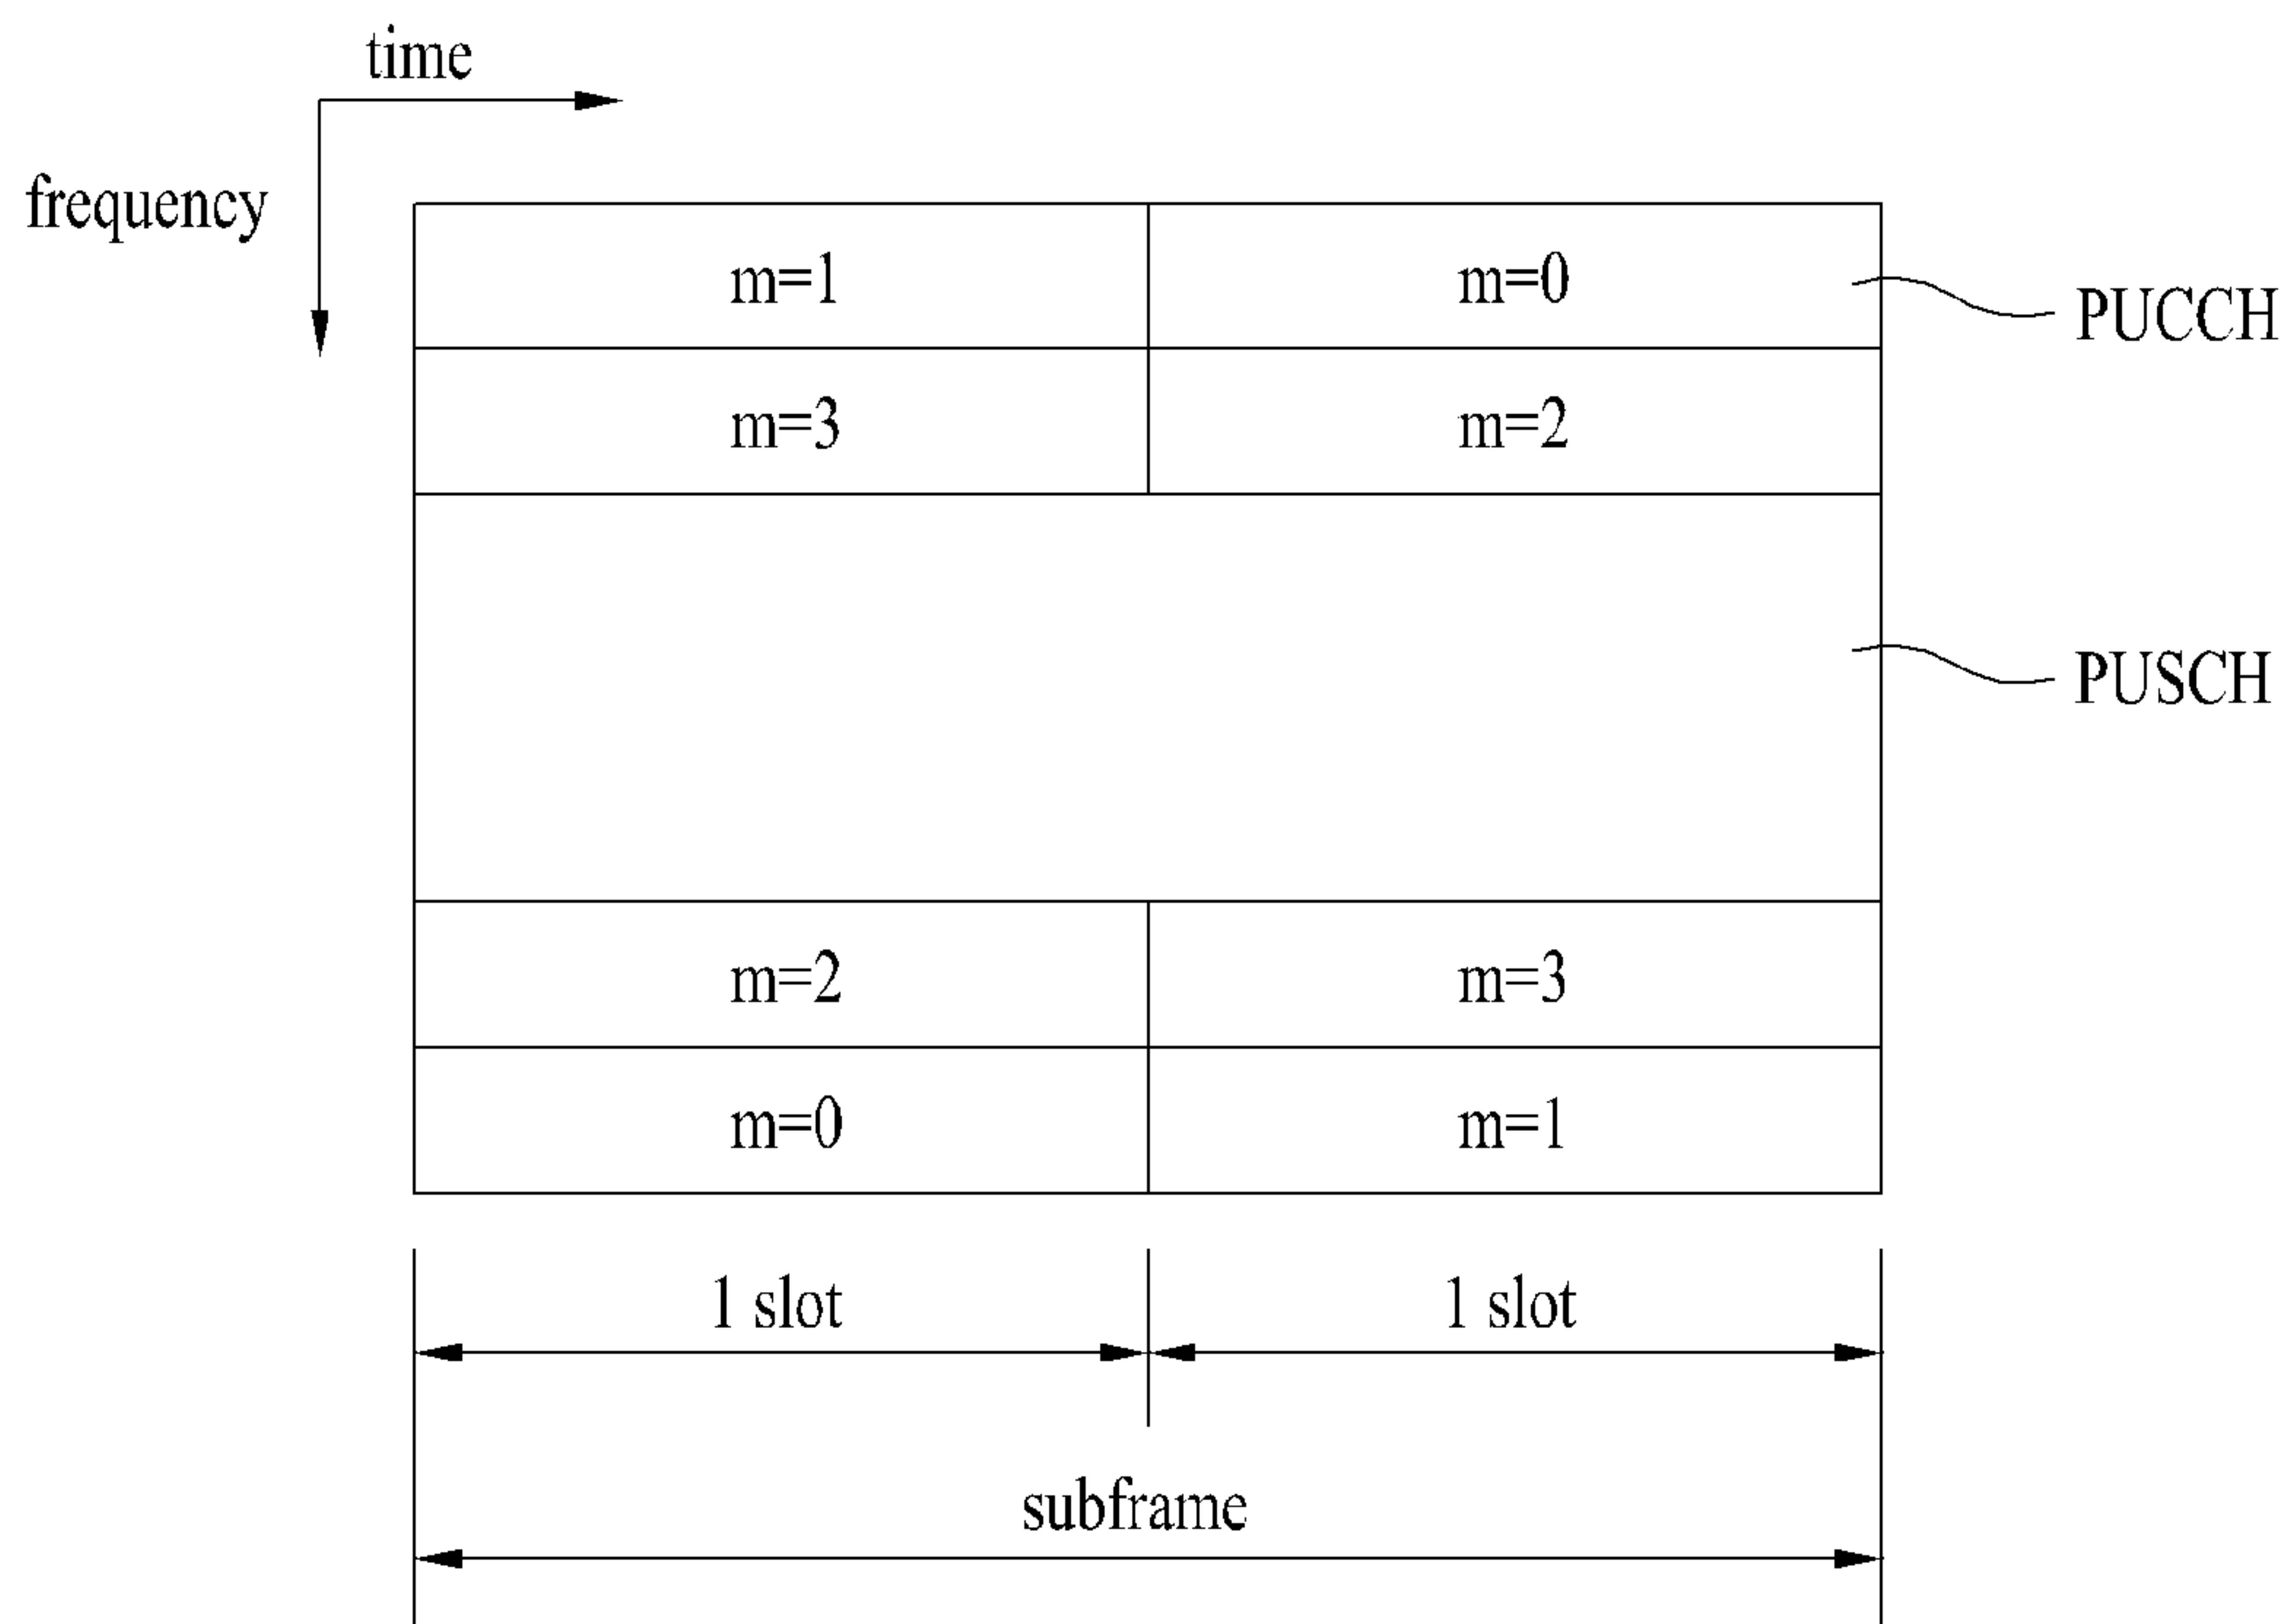 time
frequency
m=1 m=0
PUCCH
m=3 m=2
PUSCH
m=2 m=3
m=0 m=1
1 slot 1 slot
subframe